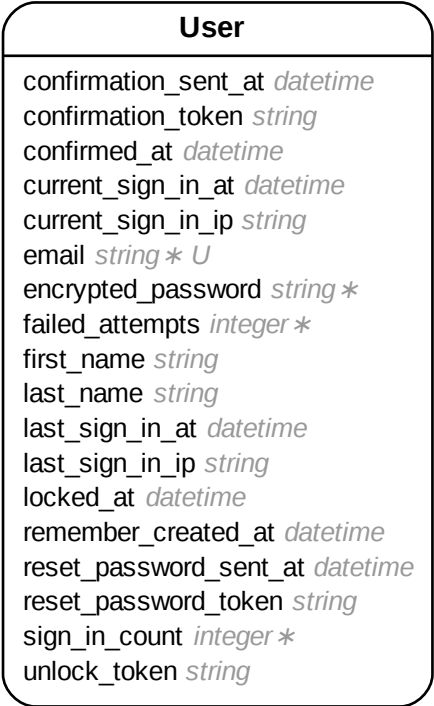 User
confirmation_sent_at datetime
confirmation_token string
confirmed_at datetime
current_sign_in_at datetime
current_sign_in_ip string
email string ∗ U
encrypted_password string ∗
failed_attempts integer ∗
first_name string
last_name string
last_sign_in_at datetime
last_sign_in_ip string
locked_at datetime
remember_created_at datetime
reset_password_sent_at datetime
reset_password_token string
sign_in_count integer ∗
unlock_token string